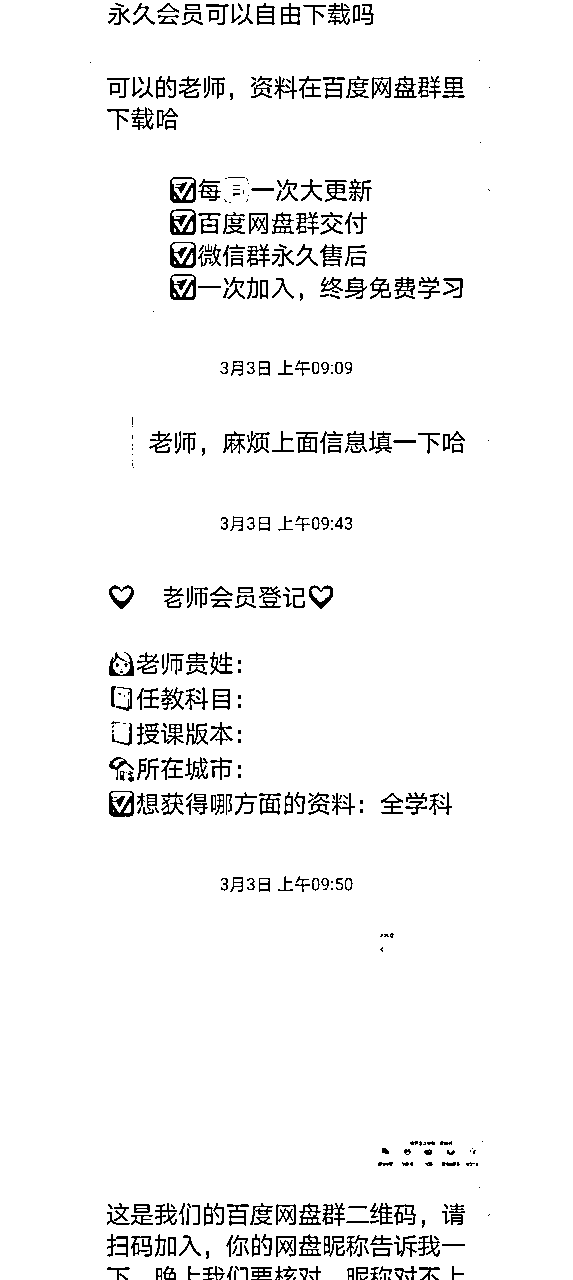 永久会员可以自由下载吗
可以的老师，资料在百度网盘群里
下载哈
✅每一次大更新
✅百度网盘群交付
✅微信群永久售后
✅一次加入，终身免费学习
3月3日 上午09:09
老师，麻烦上面信息填一下哈
3月3日 上午09:43
老师会员登记
老师贵姓：
任教科目：
授课版本：
所在城市：
✅想获得哪方面的资料：全学科
3月3日 上午09:50
这是我们的百度网盘群二维码，请
扫码加入，你的网盘昵称告诉我一
下，晚上我们要核对，昵称对不上